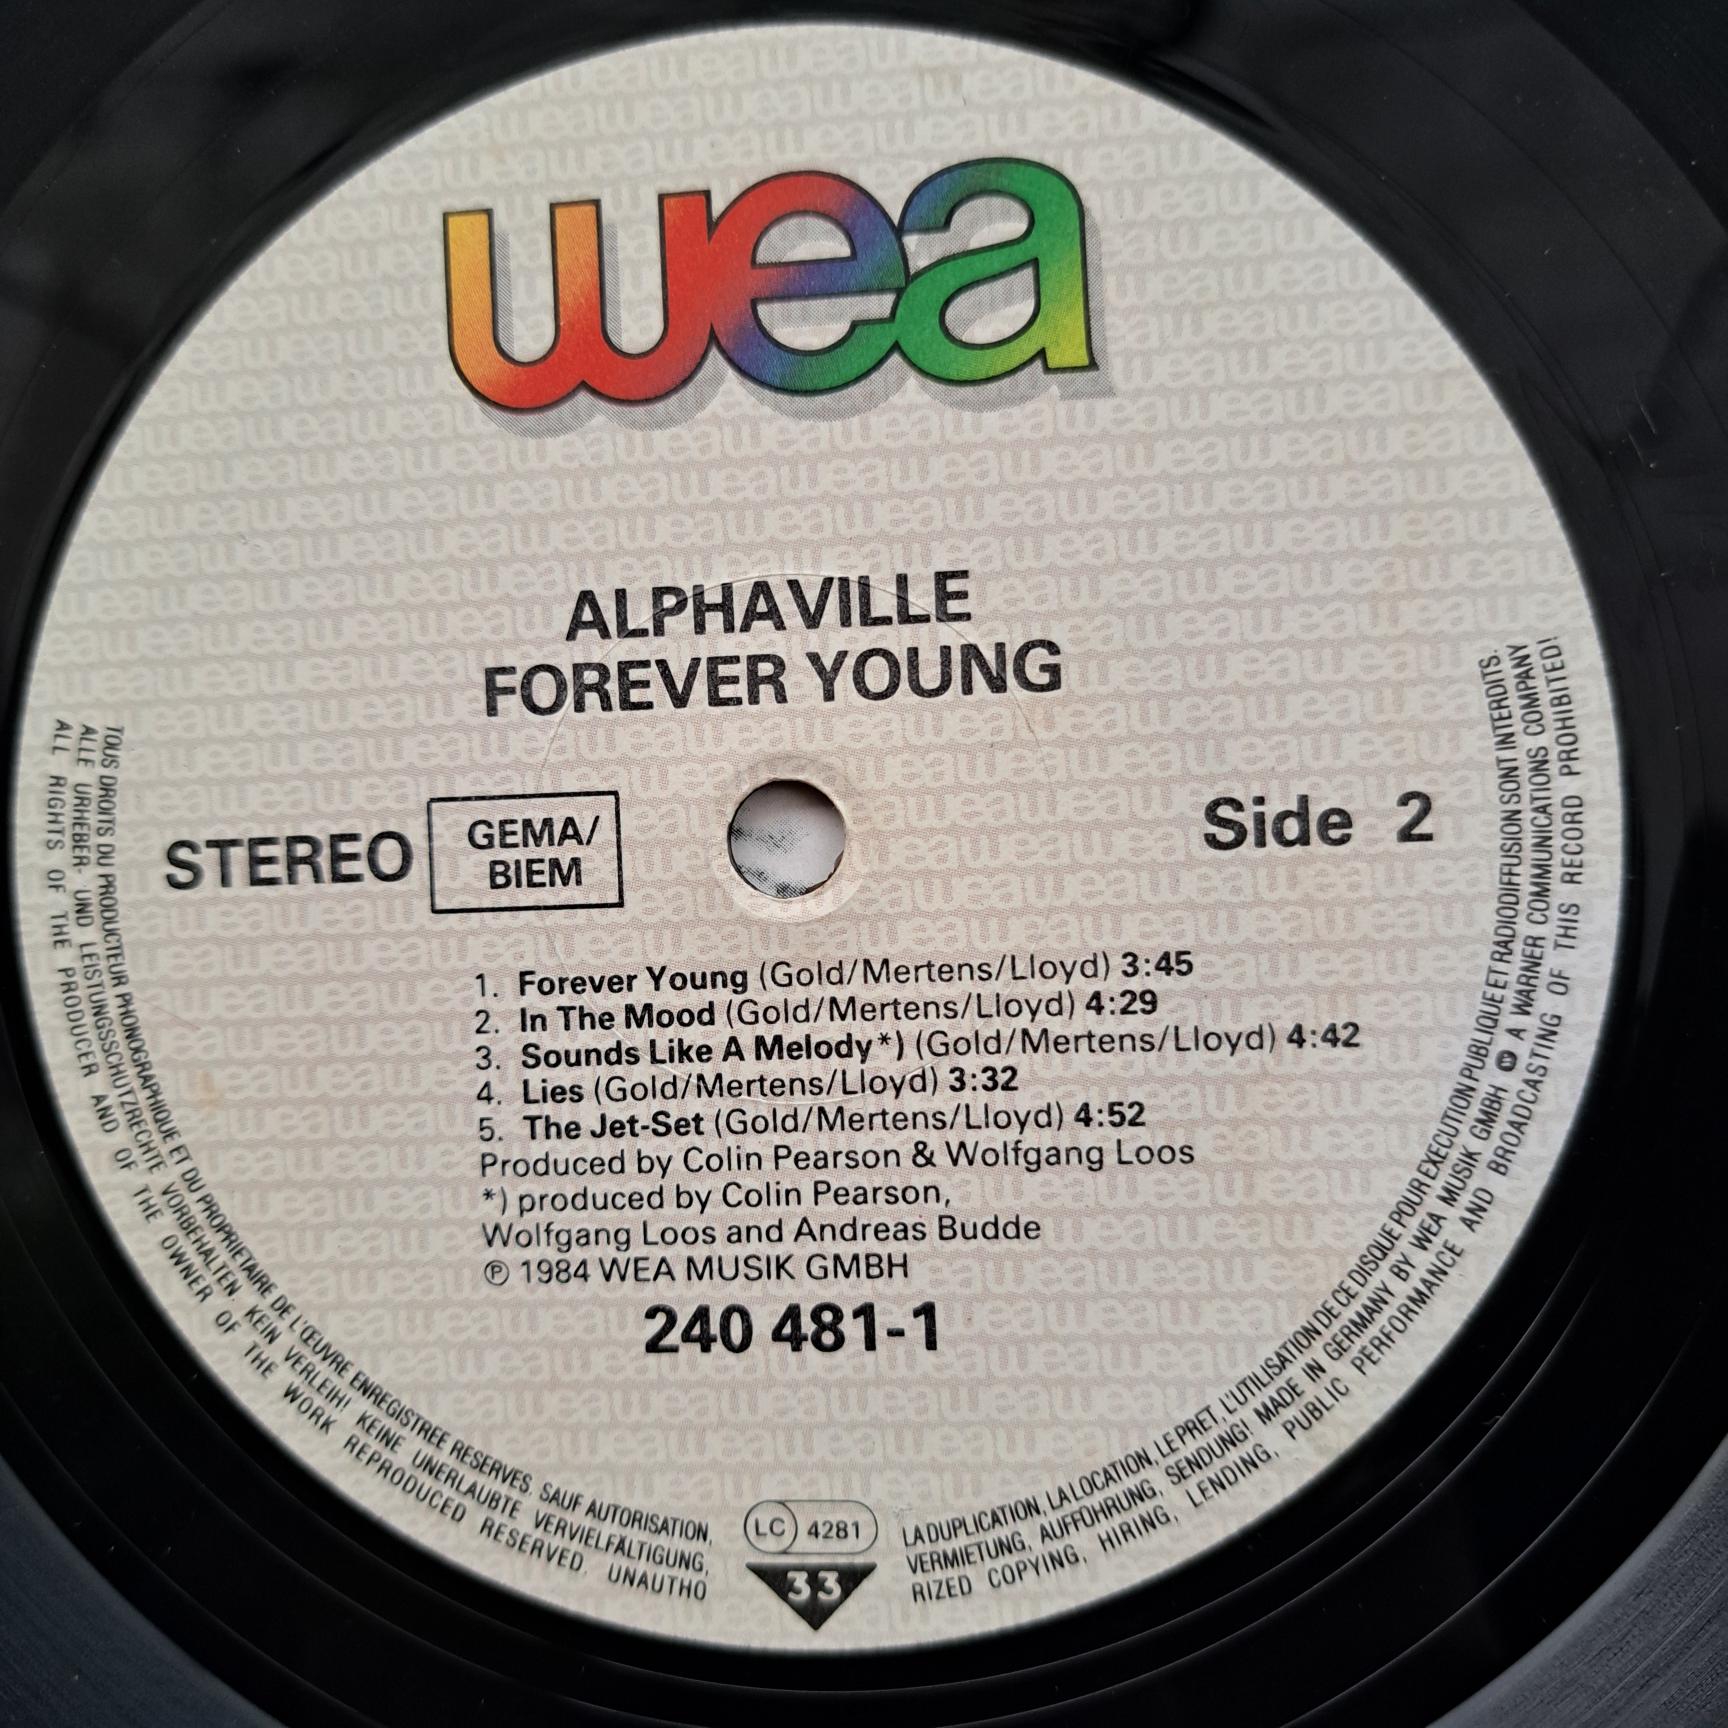 wea
ALPHAVILLE
FOREVER YOUNG
STEREO
GEMA/
BIEM
Side 2
1. Forever Young (Gold/Mertens/Lloyd) 3:45
2. In The Mood (Gold/Mertens/Lloyd) 4:29
3. Sounds Like A Melody*) (Gold/Mertens/Lloyd) 4:42
4. Lies (Gold/Mertens/Lloyd) 3:32
5. The Jet-Set (Gold/Mertens/Lloyd) 4:52
Produced by Colin Pearson & Wolfgang Loos
*) produced by Colin Pearson,
Wolfgang Loos and Andreas Budde
℗ 1984 WEA MUSIK GMBH
240 481-1
LC 4281
33
TOUS DROITS DU PRODUCTEUR PHONOGRAPHIQUE ET DU PROPRIETAIRE DE L'ŒUVRE ENREGISTREE RESERVES. SAUF AUTORISATION, LA DUPLICATION, LA LOCATION, LE PRET, L'UTILISATION DE CE DISQUE POUR EXECUTION PUBLIQUE ET RADIODIFFUSION SONT INTERDITS.
ALLE URHEBER- UND LEISTUNGSSCHUTZRECHTE VORBEHALTEN. KEIN VERLEIH! KEINE UNERLAUBTE VERVIELFÄLTIGUNG, VERMIETUNG, AUFFÜHRUNG, SENDUNG! MADE IN GERMANY BY WEA MUSIK GMBH A WARNER COMMUNICATIONS COMPANY
ALL RIGHTS OF THE PRODUCER AND OF THE OWNER OF THE WORK REPRODUCED RESERVED. UNAUTHORIZED COPYING, HIRING, LENDING, PUBLIC PERFORMANCE AND BROADCASTING OF THIS RECORD PROHIBITED!